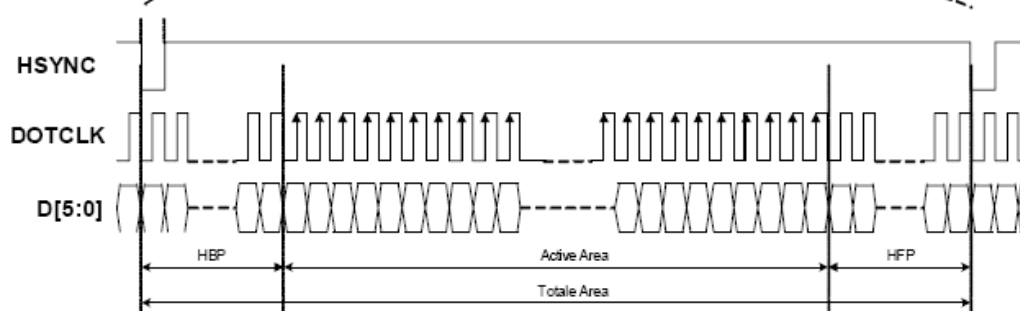 HSYNC
DOTCLK
D[5:0]
HBP Active Area HFP
Totale Area